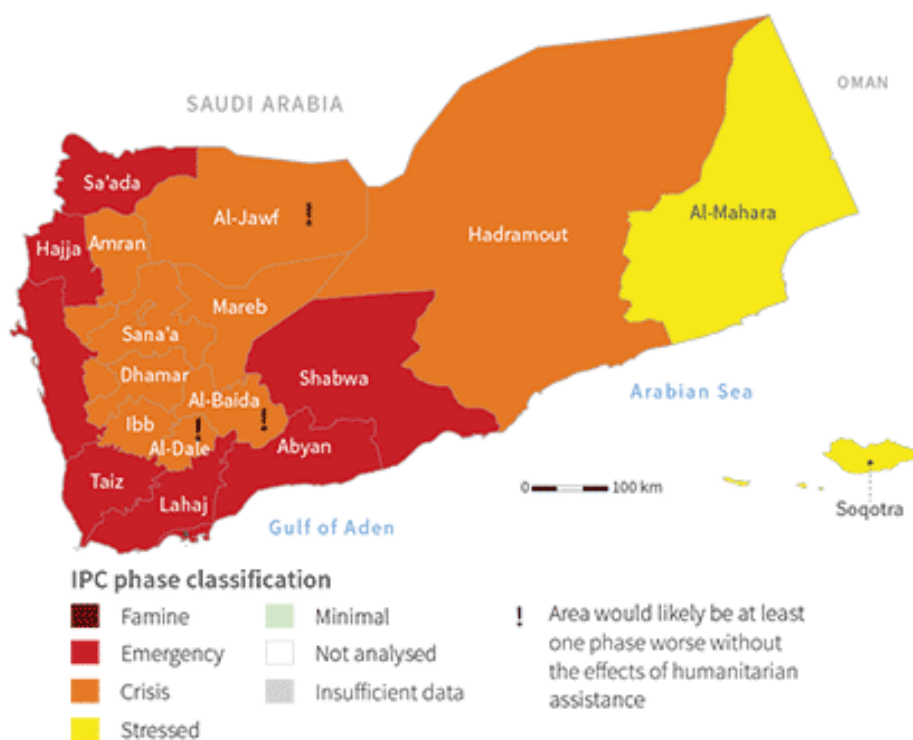 SAUDI ARABIA
OMAN
Sa'ada
Al-Jawf
Al-Mahara
Hajja
Amran
Hadramout
Mareb
Sana'a
Shabwa
Dhamar
Al-Baida
Arabian Sea
Ibb
Al-Dale
Abyan
Taiz
Lahaj
0 100 km
Soqotra
Gulf of Aden
IPC phase classification
Famine
Emergency
Crisis
Stressed
Minimal
Not analysed
Insufficient data
! Area would likely be at least
one phase worse without
the effects of humanitarian
assistance